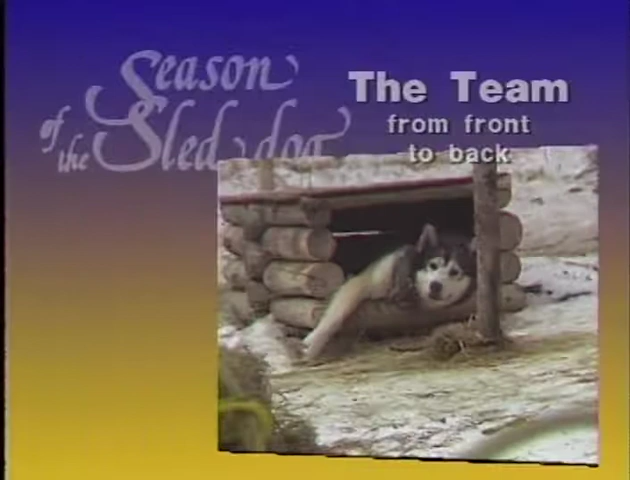 Season
of the Sled dog
The Team
from front
to back